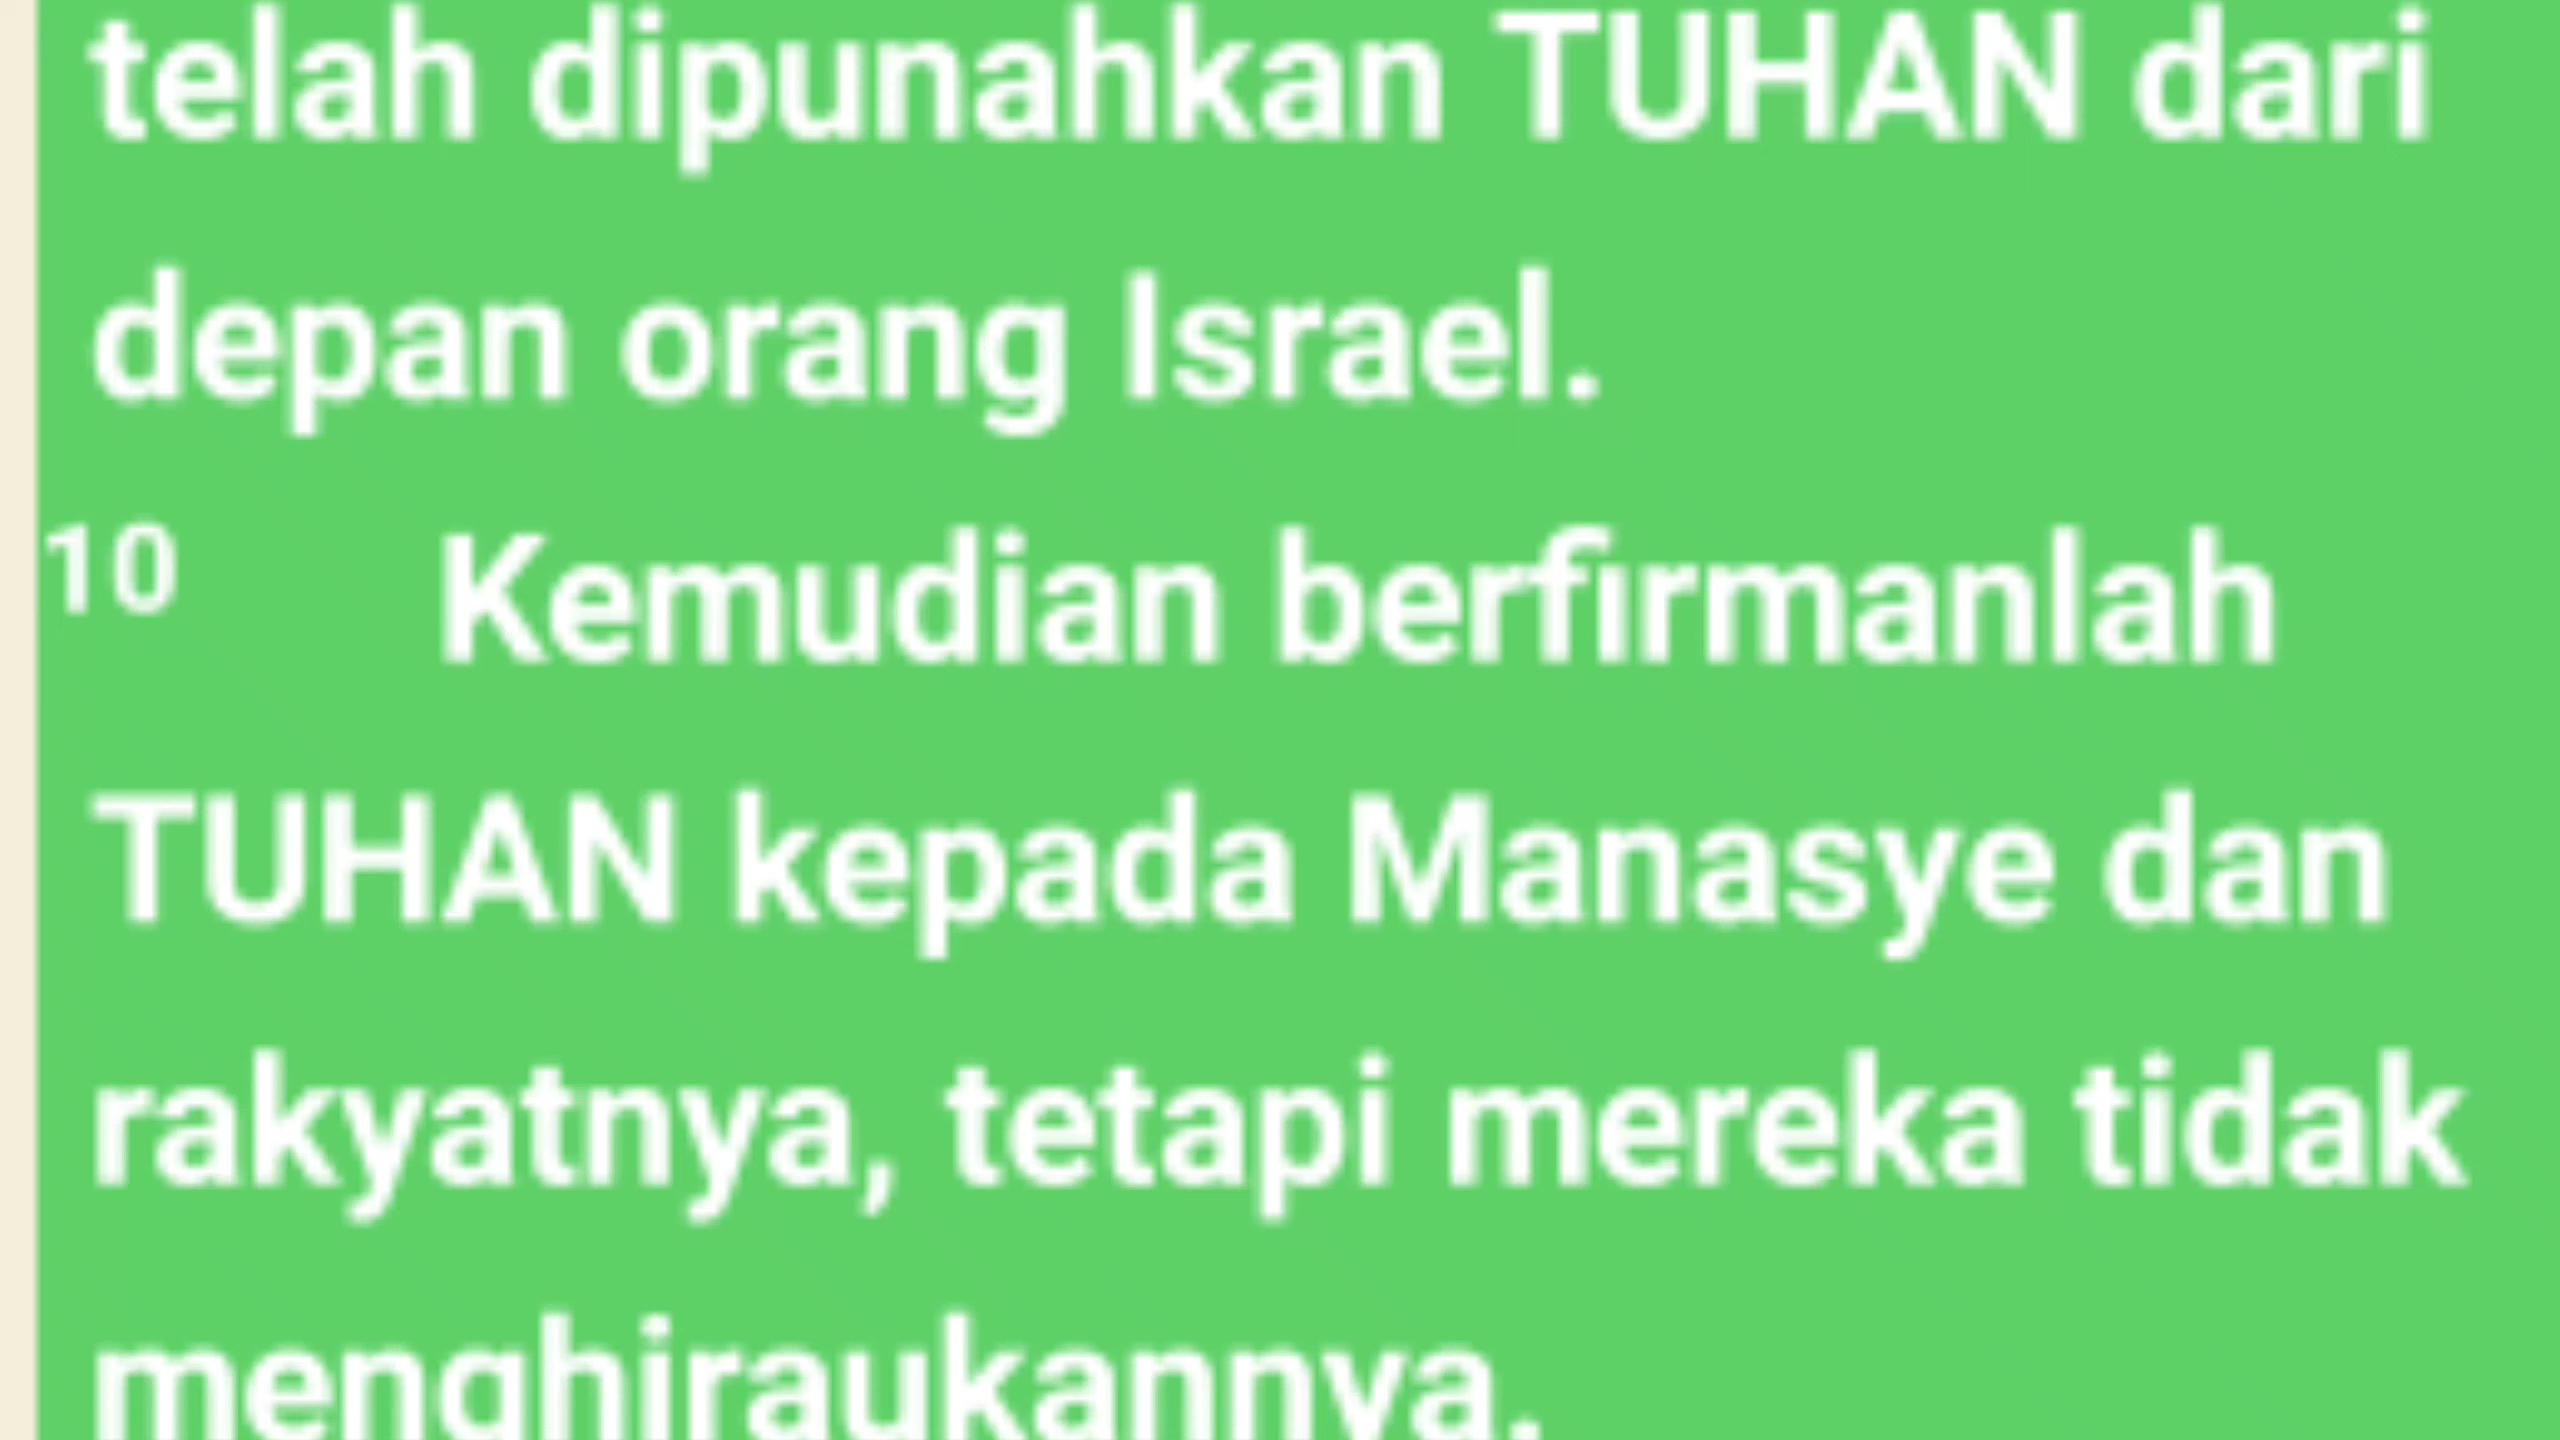 telah dipunahkan TUHAN dari
depan orang Israel.
10 Kemudian berfirmanlah
TUHAN kepada Manasye dan
rakyatnya, tetapi mereka tidak
menghiraukannya.